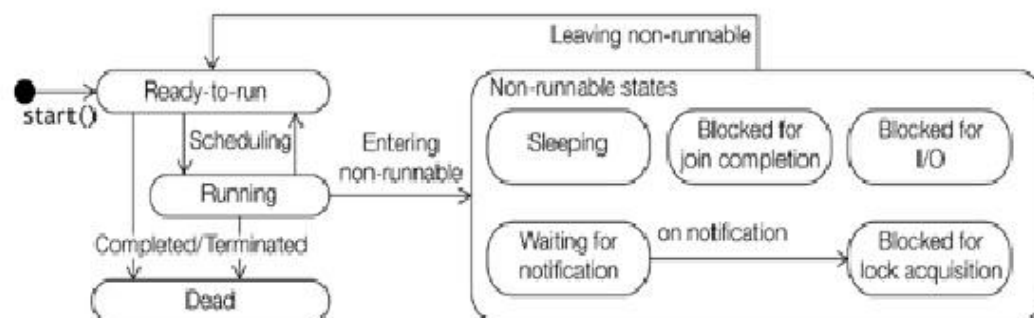 Leaving non-runnable
Ready-to-run
start()
Scheduling
Running
Entering
non-runnable
Completed/Terminated
Dead
Non-runnable states
Sleeping
Blocked for
join completion
Blocked for
I/O
Waiting for
notification
on notification
Blocked for
lock acquisition